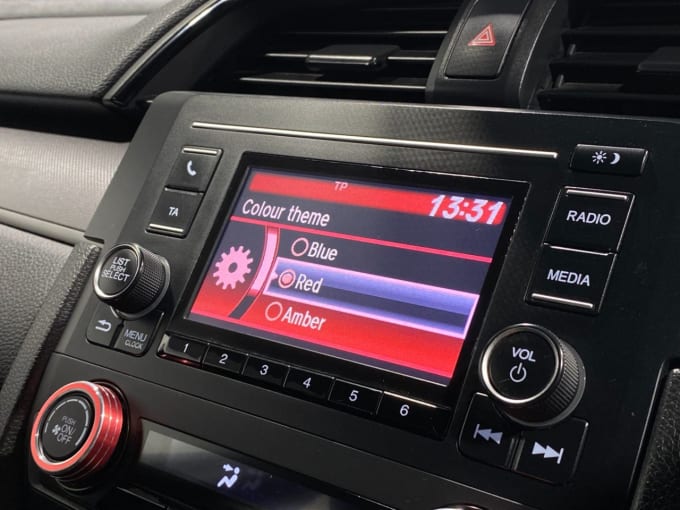 TP
13:31
Colour theme
Blue
Red
Amber
TA
LIST
PUSH
SELECT
MENU
CLOCK
RADIO
MEDIA
VOL
1 2 3 4 5 6
PUSH
ON/
OFF